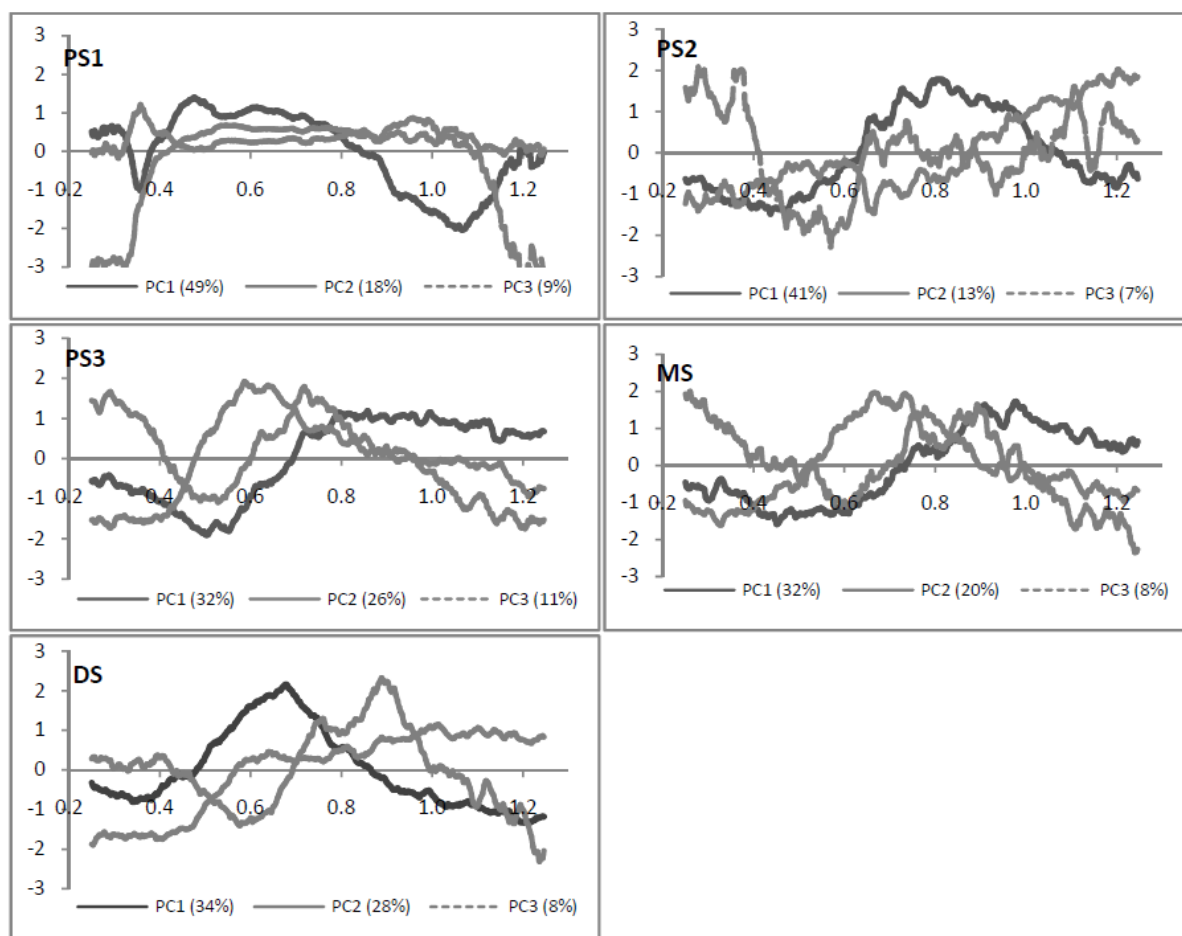 PS1
3
2
1
0
-1
-2
-3
0.2 0.4 0.6 0.8 1.0 1.2
PC1 (49%) PC2 (18%) PC3 (9%)
PS2
3
2
1
0
-1
-2
-3
0.2 0.4 0.6 0.8 1.0 1.2
PC1 (41%) PC2 (13%) PC3 (7%)
PS3
3
2
1
0
-1
-2
-3
0.2 0.4 0.6 0.8 1.0 1.2
PC1 (32%) PC2 (26%) PC3 (11%)
MS
3
2
1
0
-1
-2
-3
0.2 0.4 0.6 0.8 1.0 1.2
PC1 (32%) PC2 (20%) PC3 (8%)
DS
3
2
1
0
-1
-2
-3
0.2 0.4 0.6 0.8 1.0 1.2
PC1 (34%) PC2 (28%) PC3 (8%)